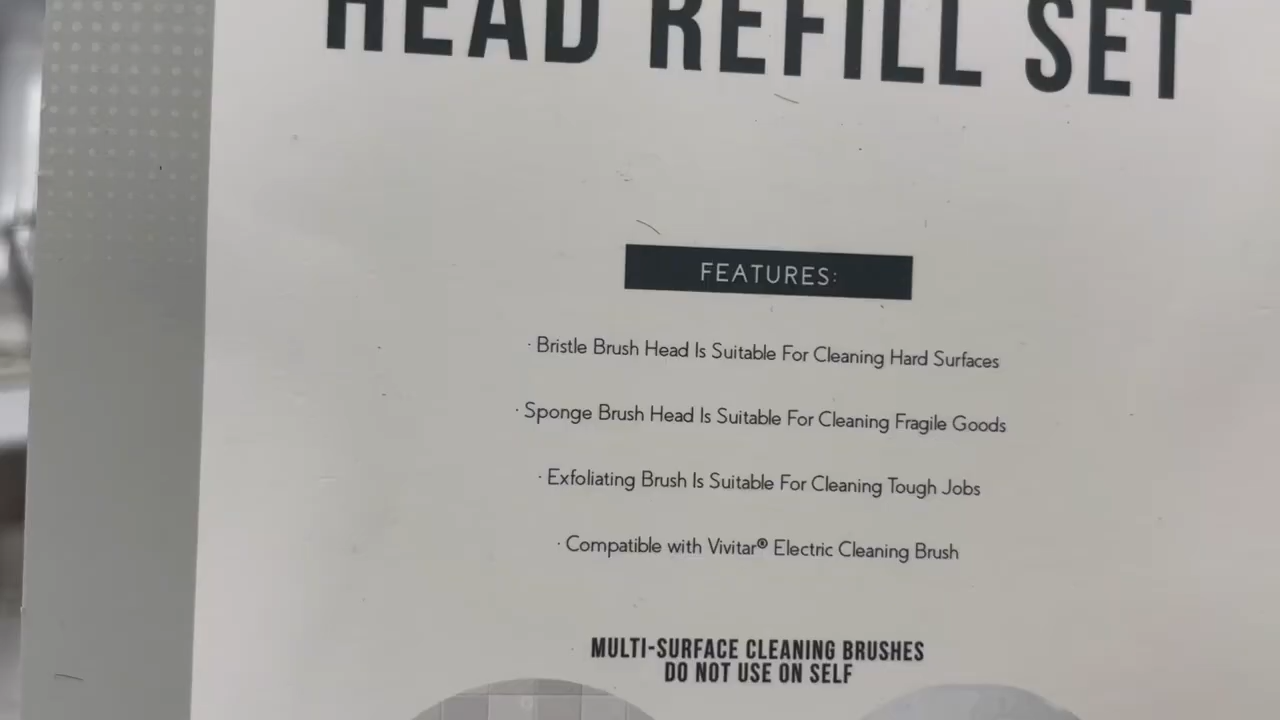 HEAD REFILL SET
FEATURES:
· Bristle Brush Head Is Suitable For Cleaning Hard Surfaces
· Sponge Brush Head Is Suitable For Cleaning Fragile Goods
· Exfoliating Brush Is Suitable For Cleaning Tough Jobs
· Compatible with Vivitar® Electric Cleaning Brush
MULTI-SURFACE CLEANING BRUSHES
DO NOT USE ON SELF